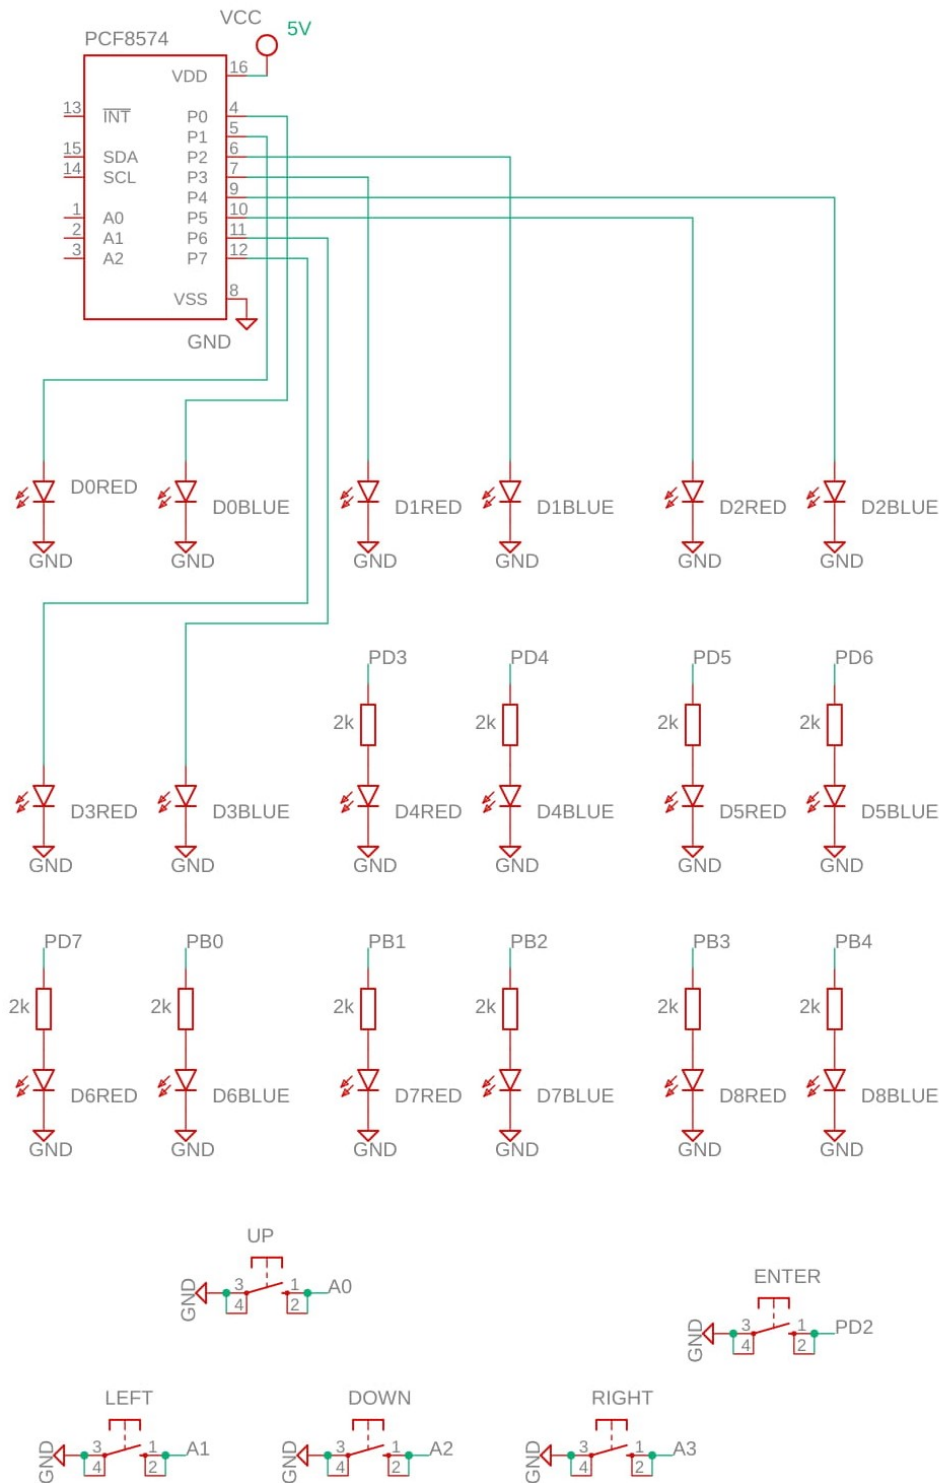 VCC
5V
PCF8574
VDD 16
13 INT P0 4
P1 5
15 SDA P2 6
14 SCL P3 7
P4 9
1 A0 P5 10
2 A1 P6 11
3 A2 P7 12
VSS 8
GND
D0RED D0BLUE D1RED D1BLUE D2RED D2BLUE
GND GND GND GND GND GND
PD3 PD4 PD5 PD6
2k 2k 2k 2k
D3RED D3BLUE D4RED D4BLUE D5RED D5BLUE
GND GND GND GND GND GND
PD7 PB0 PB1 PB2 PB3 PB4
2k 2k 2k 2k 2k 2k
D6RED D6BLUE D7RED D7BLUE D8RED D8BLUE
GND GND GND GND GND GND
UP
GND 3 1 A0
4 2
ENTER
GND 3 1 PD2
4 2
LEFT DOWN RIGHT
GND 3 1 A1 GND 3 1 A2 GND 3 1 A3
4 2 4 2 4 2